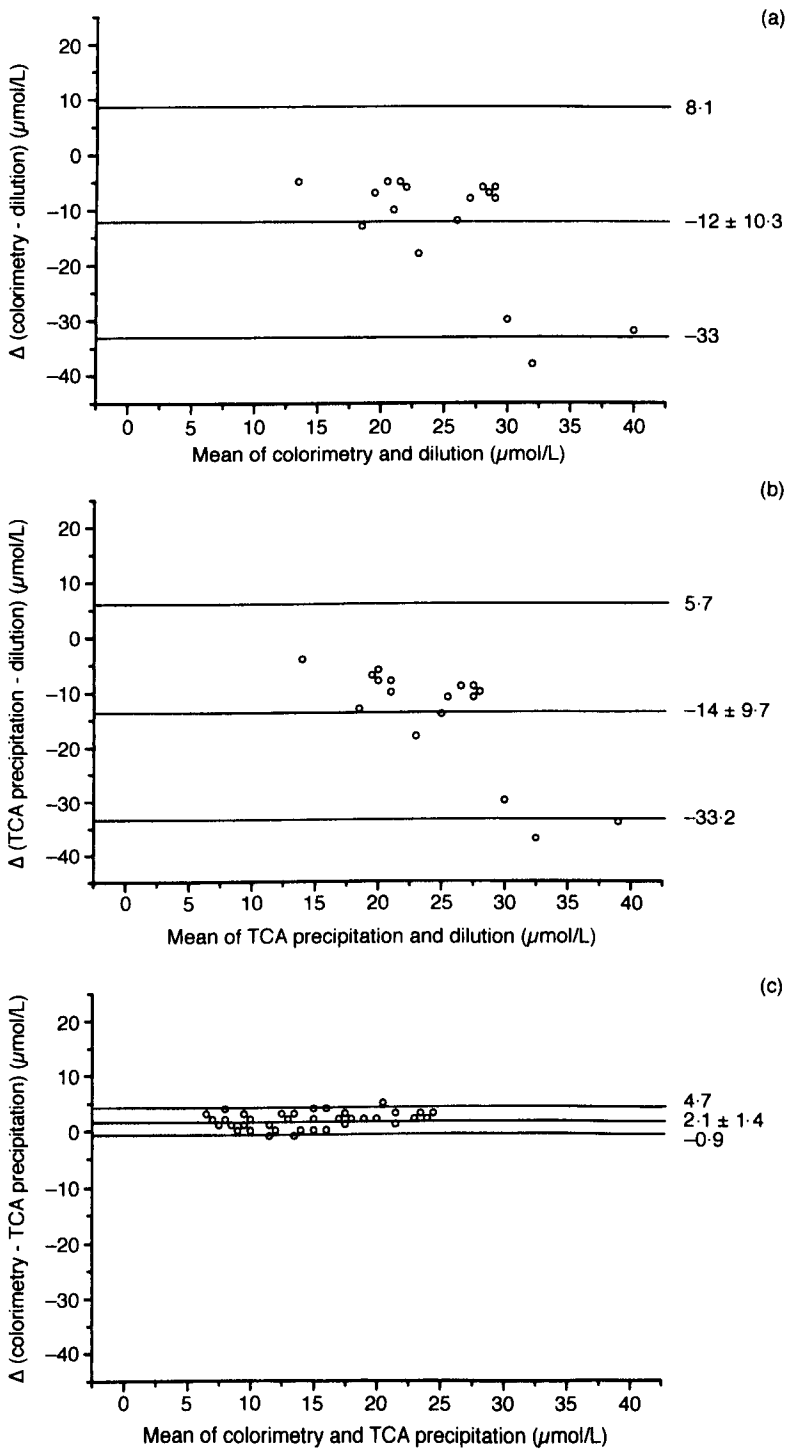 (a)
Δ (colorimetry - dilution) (µmol/L)
20
10
0
−10
−20
−30
−40
8·1
−12 ± 10·3
−33
0 5 10 15 20 25 30 35 40
Mean of colorimetry and dilution (µmol/L)
(b)
Δ (TCA precipitation - dilution) (µmol/L)
20
10
0
−10
−20
−30
−40
5·7
−14 ± 9·7
−33·2
0 5 10 15 20 25 30 35 40
Mean of TCA precipitation and dilution (µmol/L)
(c)
Δ (colorimetry - TCA precipitation) (µmol/L)
20
10
0
−10
−20
−30
−40
4·7
2·1 ± 1·4
−0·9
0 5 10 15 20 25 30 35 40
Mean of colorimetry and TCA precipitation (µmol/L)